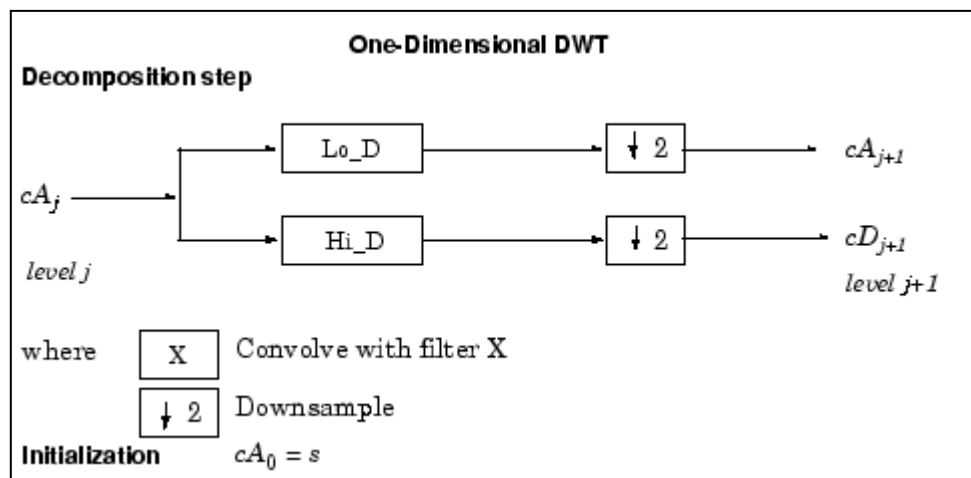 One-Dimensional DWT
Decomposition step
Lo_D
↓ 2
cA_{j+1}
cA_j
Hi_D
↓ 2
cD_{j+1}
level j
level j+1
where
X
Convolve with filter X
↓ 2
Downsample
Initialization cA_0 = s